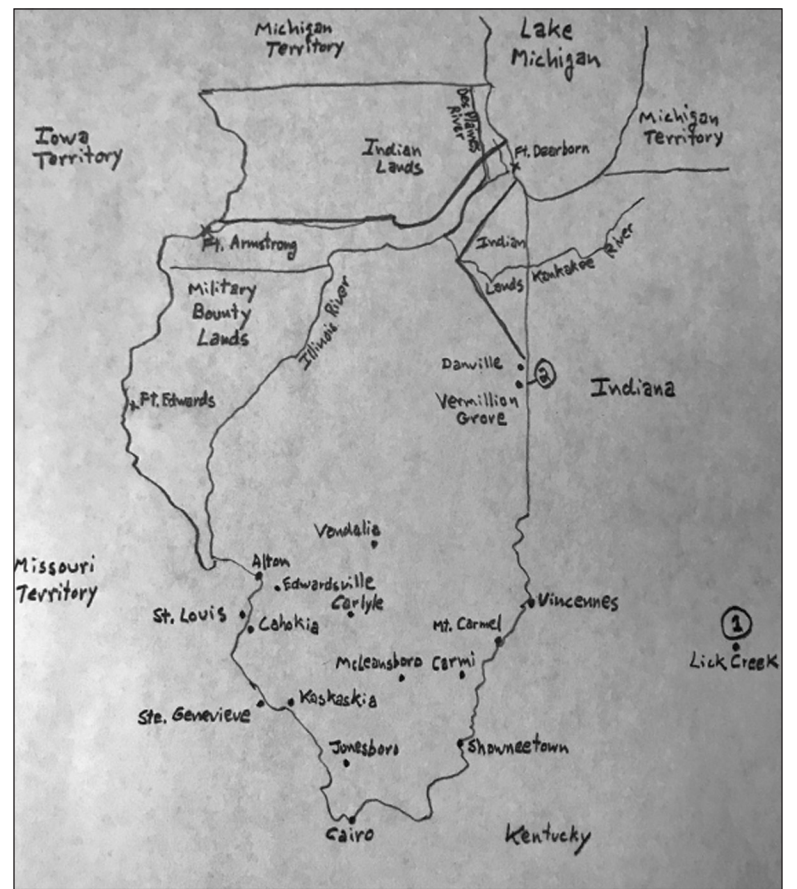 Michigan
Territory
Lake
Michigan
Des Plaines
River
Michigan
Territory
Iowa
Territory
Indian
Lands
Ft. Dearborn
Ft. Armstrong
Indian
Lands
Kankakee River
Military
Bounty
Lands
Illinois River
Danville
2
Vermillion
Grove
Indiana
Ft. Edwards
Vandalia
Missouri
Territory
Alton
Edwardsville
Carlyle
St. Louis
Cahokia
Vincennes
Mt. Carmel
1
Lick Creek
McLeansboro
Carmi
Ste. Genevieve
Kaskaskia
Jonesboro
Shawneetown
Cairo
Kentucky